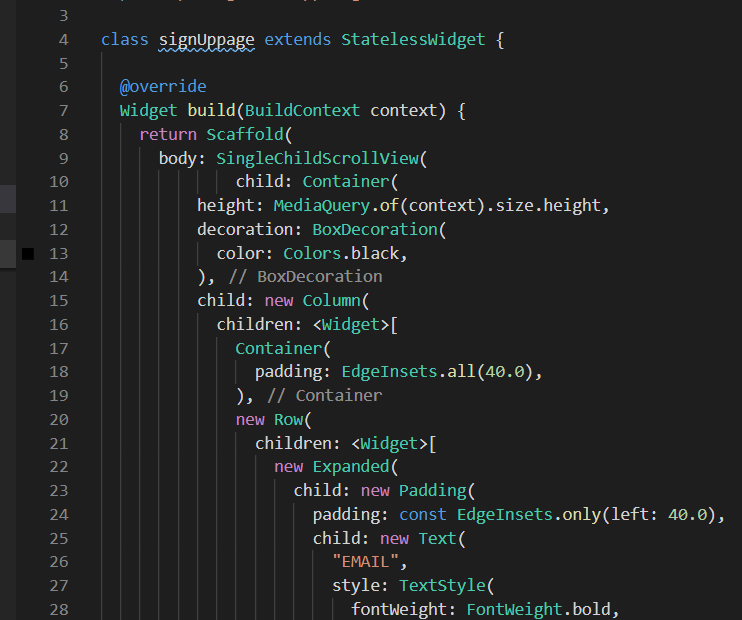 3
4 class signUppage extends StatelessWidget {
5
6 @override
7 Widget build(BuildContext context) {
8 return Scaffold(
9 body: SingleChildScrollView(
10 child: Container(
11 height: MediaQuery.of(context).size.height,
12 decoration: BoxDecoration(
13 color: Colors.black,
14 ), // BoxDecoration
15 child: new Column(
16 children: <Widget>[
17 Container(
18 padding: EdgeInsets.all(40.0),
19 ), // Container
20 new Row(
21 children: <Widget>[
22 new Expanded(
23 child: new Padding(
24 padding: const EdgeInsets.only(left: 40.0),
25 child: new Text(
26 "EMAIL",
27 style: TextStyle(
28 fontWeight: FontWeight.bold,